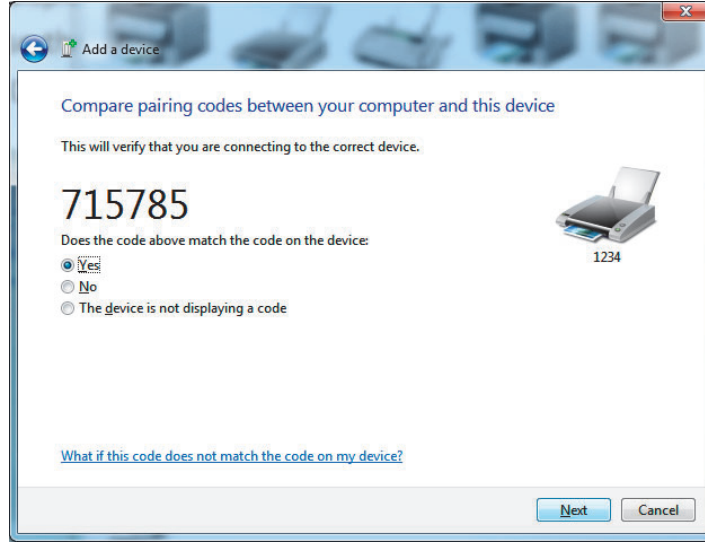 Add a device
Compare pairing codes between your computer and this device
This will verify that you are connecting to the correct device.
715785
Does the code above match the code on the device:
Yes
No
The device is not displaying a code
1234
What if this code does not match the code on my device?
Next
Cancel